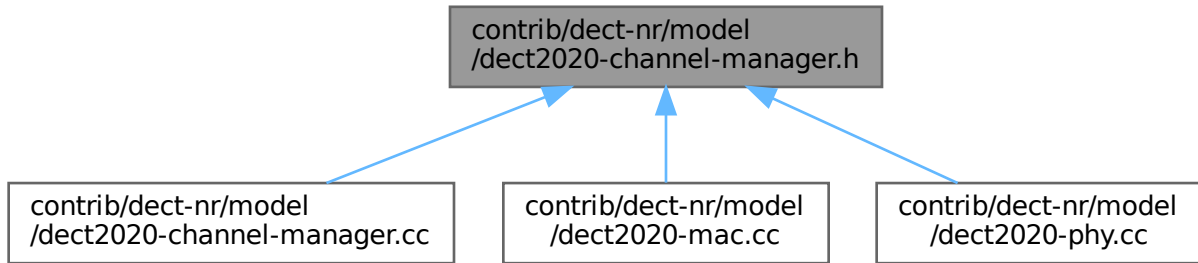 contrib/dect-nr/model
/dect2020-channel-manager.h
contrib/dect-nr/model
/dect2020-channel-manager.cc
contrib/dect-nr/model
/dect2020-mac.cc
contrib/dect-nr/model
/dect2020-phy.cc